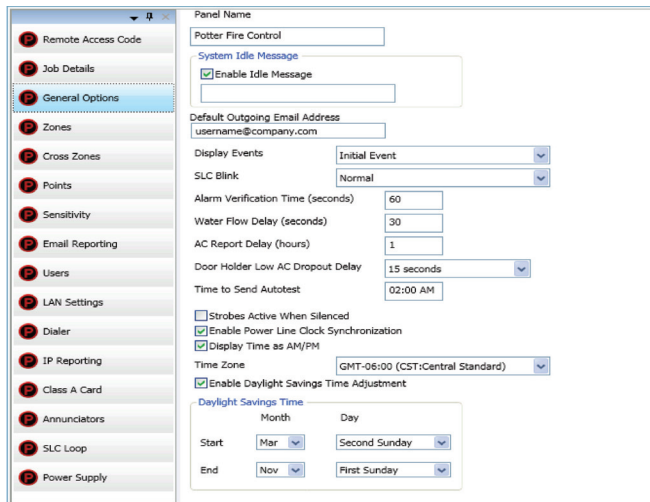 Remote Access Code
Job Details
General Options
Zones
Cross Zones
Points
Sensitivity
Email Reporting
Users
LAN Settings
Dialer
IP Reporting
Class A Card
Annunciators
SLC Loop
Power Supply
Panel Name
Potter Fire Control
System Idle Message
Enable Idle Message
Default Outgoing Email Address
username@company.com
Display Events Initial Event
SLC Blink Normal
Alarm Verification Time (seconds) 60
Water Flow Delay (seconds) 30
AC Report Delay (hours) 1
Door Holder Low AC Dropout Delay 15 seconds
Time to Send Autotest 02:00 AM
Strobes Active When Silenced
Enable Power Line Clock Synchronization
Display Time as AM/PM
Time Zone GMT-06:00 (CST:Central Standard)
Enable Daylight Savings Time Adjustment
Daylight Savings Time
Month Day
Start Mar Second Sunday
End Nov First Sunday